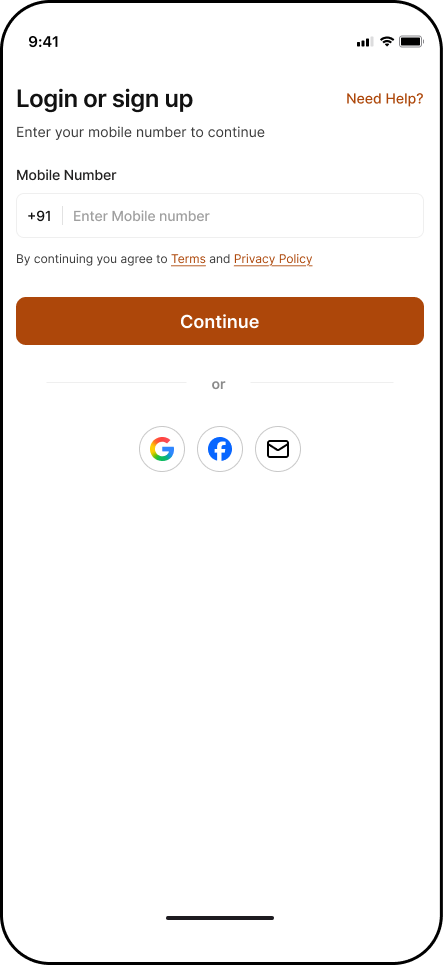 9:41
Login or sign up
Need Help?
Enter your mobile number to continue
Mobile Number
+91 Enter Mobile number
By continuing you agree to Terms and Privacy Policy
Continue
or